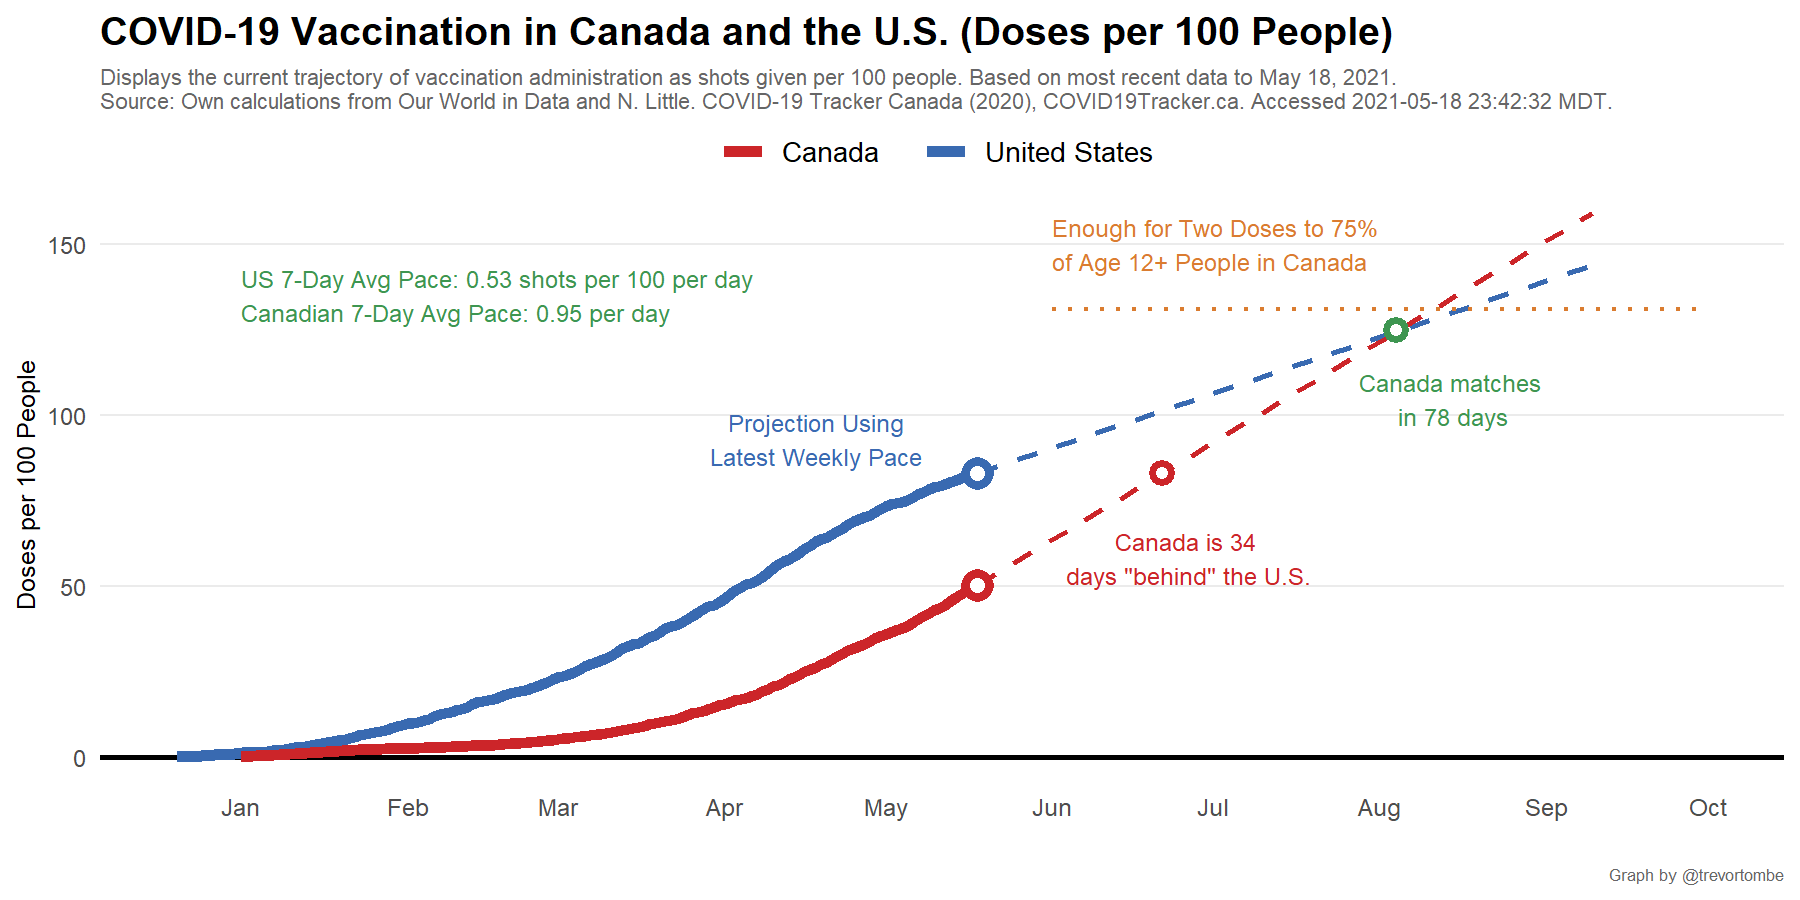 COVID-19 Vaccination in Canada and the U.S. (Doses per 100 People)
Displays the current trajectory of vaccination administration as shots given per 100 people. Based on most recent data to May 18, 2021.
Source: Own calculations from Our World in Data and N. Little. COVID-19 Tracker Canada (2020), COVID19Tracker.ca. Accessed 2021-05-18 23:42:32 MDT.
Canada
United States
Doses per 100 People
150
100
50
0
US 7-Day Avg Pace: 0.53 shots per 100 per day
Canadian 7-Day Avg Pace: 0.95 per day
Enough for Two Doses to 75%
of Age 12+ People in Canada
Projection Using
Latest Weekly Pace
Canada matches
in 78 days
Canada is 34
days "behind" the U.S.
Jan
Feb
Mar
Apr
May
Jun
Jul
Aug
Sep
Oct
Graph by @trevortombe